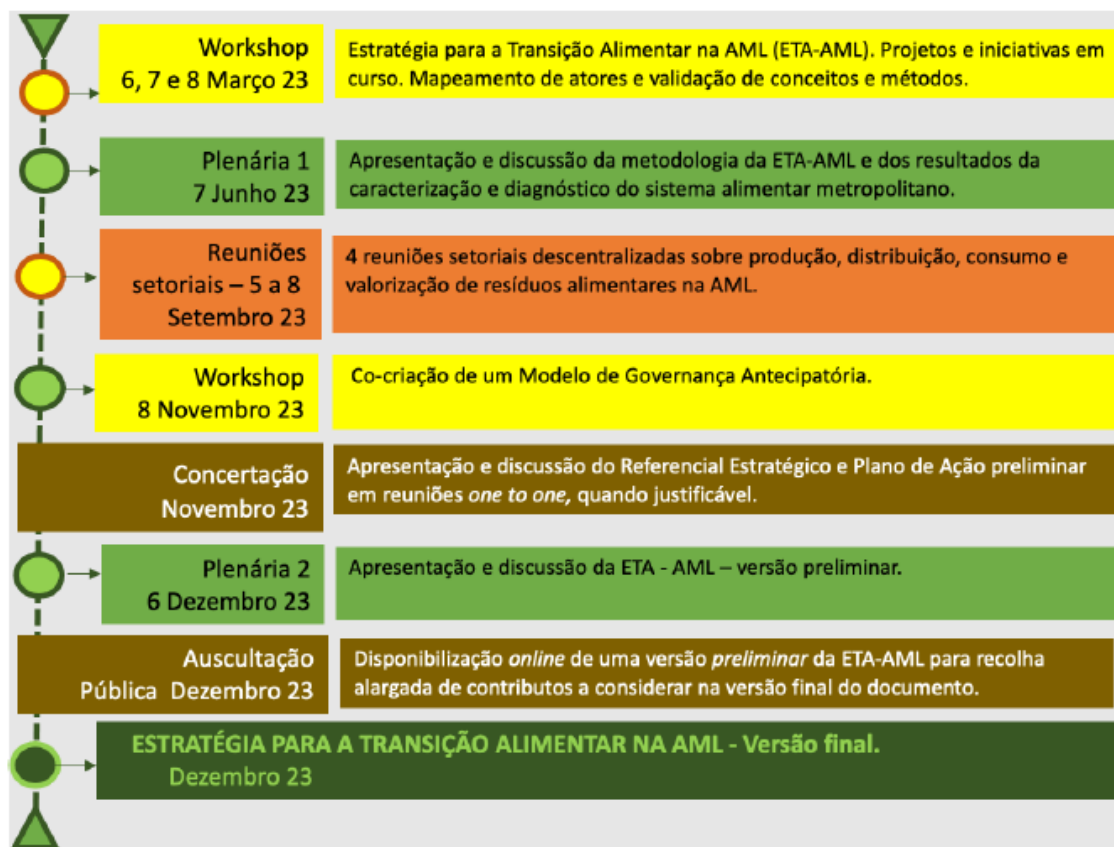 Workshop
6, 7 e 8 Março 23
Estratégia para a Transição Alimentar na AML (ETA-AML). Projetos e iniciativas em
curso. Mapeamento de atores e validação de conceitos e métodos.
Plenária 1
7 Junho 23
Apresentação e discussão da metodologia da ETA-AML e dos resultados da
caracterização e diagnóstico do sistema alimentar metropolitano.
Reuniões
setoriais – 5 a 8
Setembro 23
4 reuniões setoriais descentralizadas sobre produção, distribuição, consumo e
valorização de resíduos alimentares na AML.
Workshop
8 Novembro 23
Co-criação de um Modelo de Governança Antecipatória.
Concertação
Novembro 23
Apresentação e discussão do Referencial Estratégico e Plano de Ação preliminar
em reuniões one to one, quando justificável.
Plenária 2
6 Dezembro 23
Apresentação e discussão da ETA - AML – versão preliminar.
Auscultação
Pública Dezembro 23
Disponibilização online de uma versão preliminar da ETA-AML para recolha
alargada de contributos a considerar na versão final do documento.
ESTRATÉGIA PARA A TRANSIÇÃO ALIMENTAR NA AML - Versão final.
Dezembro 23